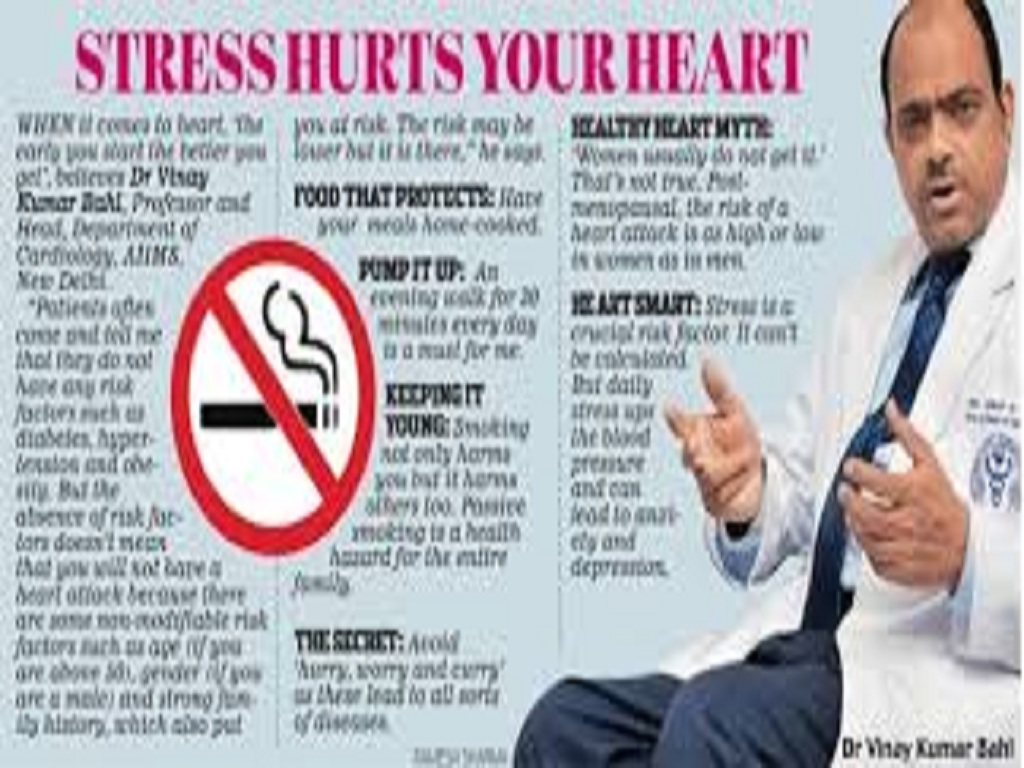 STRESS HURTS YOUR HEART
WHEN it comes to heart, 'the
early you start the better you
get', believes Dr Vinay
Kumar Bahl, Professor and
Head, Department of
Cardiology, AIIMS,
New Delhi.
"Patients often
come and tell me
that they do not
have any risk
factors such as
diabetes, hyper-
tension and obe-
sity. But the
absence of risk fac-
tors doesn't mean
that you will not have a
heart attack because there
are some non-modifiable risk
factors such as age (if you
are above 50), gender (if you
are a male) and strong fam-
ily history, which also put
you at risk. The risk may be
lower but it is there," he says.
FOOD THAT PROTECTS: Have
your meals home-cooked.
PUMP IT UP: An
evening walk for 20
minutes every day
is a must for me.
KEEPING IT
YOUNG: Smoking
not only harms
you but it harms
others too. Passive
smoking is a health
hazard for the entire
family.
THE SECRET: Avoid
'hurry, worry and curry'
as these lead to all sorts
of diseases.
HEALTHY HEART MYTH:
'Women usually do not get it.'
That's not true. Post-
menopausal, the risk of a
heart attack is as high or low
in women as in men.
HEART SMART: Stress is a
crucial risk factor. It can't
be calculated.
But daily
stress ups
the blood
pressure
and can
lead to anxi-
ety and
depression.
Dr Vinay Kumar Bahl